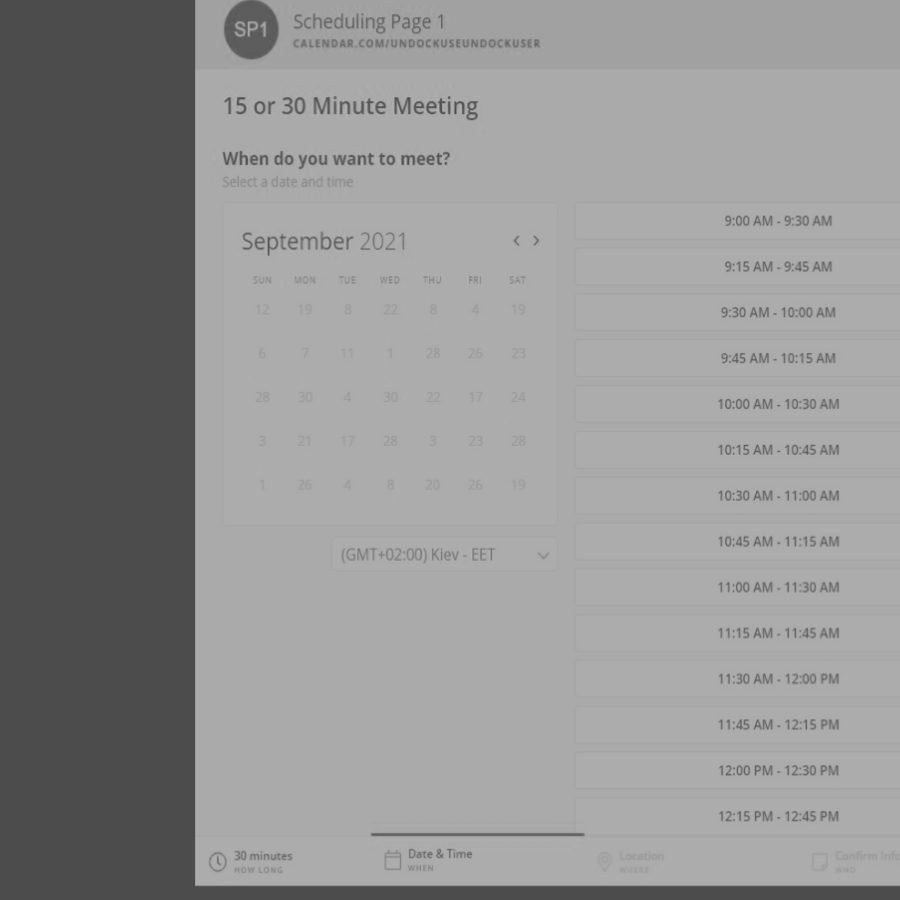 SP1
Scheduling Page 1
CALENDAR.COM/UNDOCKUSEUNDOCKUSER
15 or 30 Minute Meeting
When do you want to meet?
Select a date and time
September 2021
SUN MON TUE WED THU FRI SAT
12 19 8 22 8 4 19
6 7 11 1 28 26 23
28 30 4 30 22 17 24
3 21 17 28 3 23 28
1 26 4 8 20 26 19
(GMT+02:00) Kiev - EET
9:00 AM - 9:30 AM
9:15 AM - 9:45 AM
9:30 AM - 10:00 AM
9:45 AM - 10:15 AM
10:00 AM - 10:30 AM
10:15 AM - 10:45 AM
10:30 AM - 11:00 AM
10:45 AM - 11:15 AM
11:00 AM - 11:30 AM
11:15 AM - 11:45 AM
11:30 AM - 12:00 PM
11:45 AM - 12:15 PM
12:00 PM - 12:30 PM
12:15 PM - 12:45 PM
30 minutes
HOW LONG
Date & Time
WHEN
Location
WHERE
Confirm Info
WHO